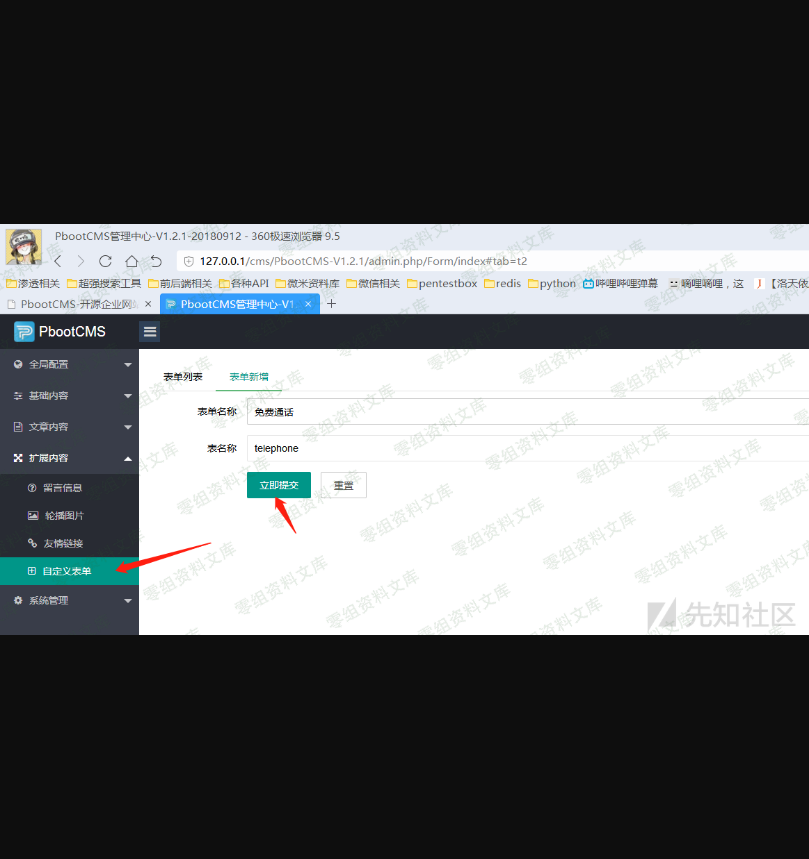 PbootCMS管理中心-V1.2.1-20180912 - 360极速浏览器 9.5
127.0.0.1/cms/PbootCMS-V1.2.1/admin.php/Form/index#tab=t2
渗透相关 超强搜索工具 前后端相关 各种API 微米资料库 微信相关 pentestbox redis python 哔哩哔哩弹幕 嘀哩嘀哩，这 【洛天依
PbootCMS-开源企业网站 × PbootCMS管理中心-V1 × +
PbootCMS
全局配置
基础内容
文章内容
扩展内容
留言信息
轮播图片
友情链接
自定义表单
系统管理
表单列表 表单新增
表单名称 免费通话
表名称 telephone
立即提交 重置
零组资料文库
先知社区